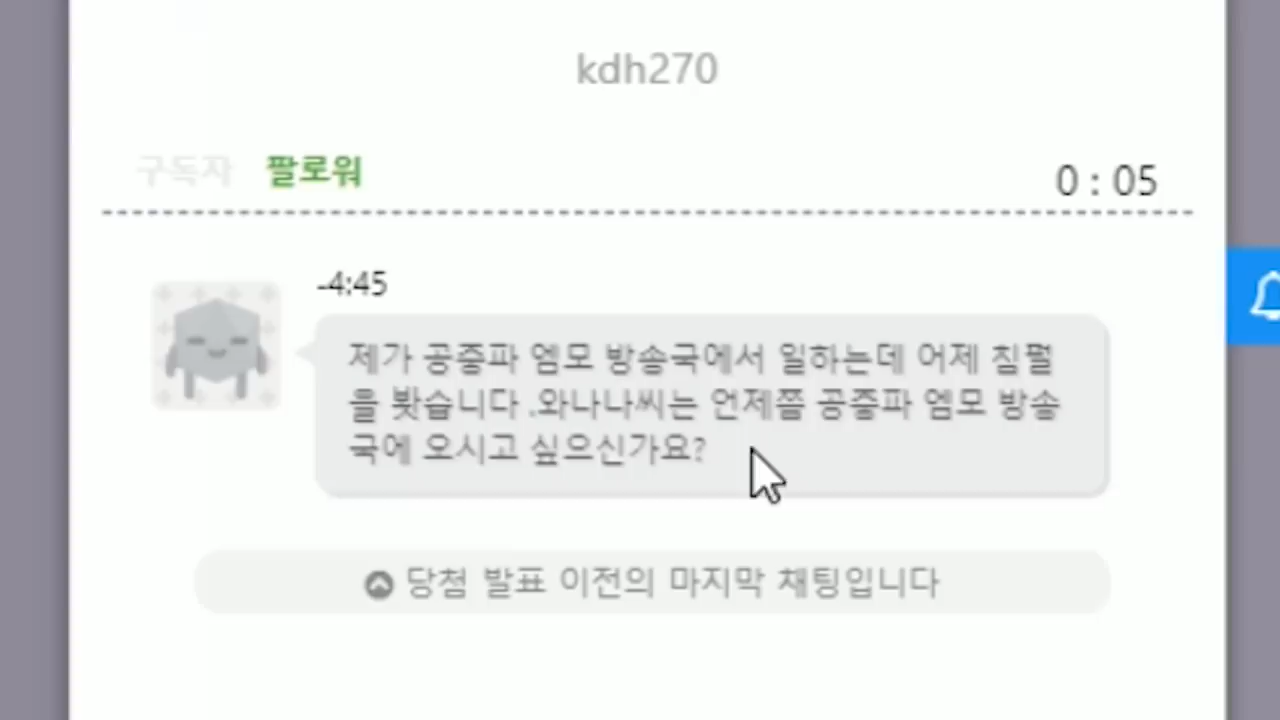 kdh270
구독자 팔로워
0 : 05
-4:45
제가 공중파 엠모 방송국에서 일하는데 어제 침펄
을 봣습니다 .와나나씨는 언제쯤 공중파 엠모 방송
국에 오시고 싶으신가요?
당첨 발표 이전의 마지막 채팅입니다